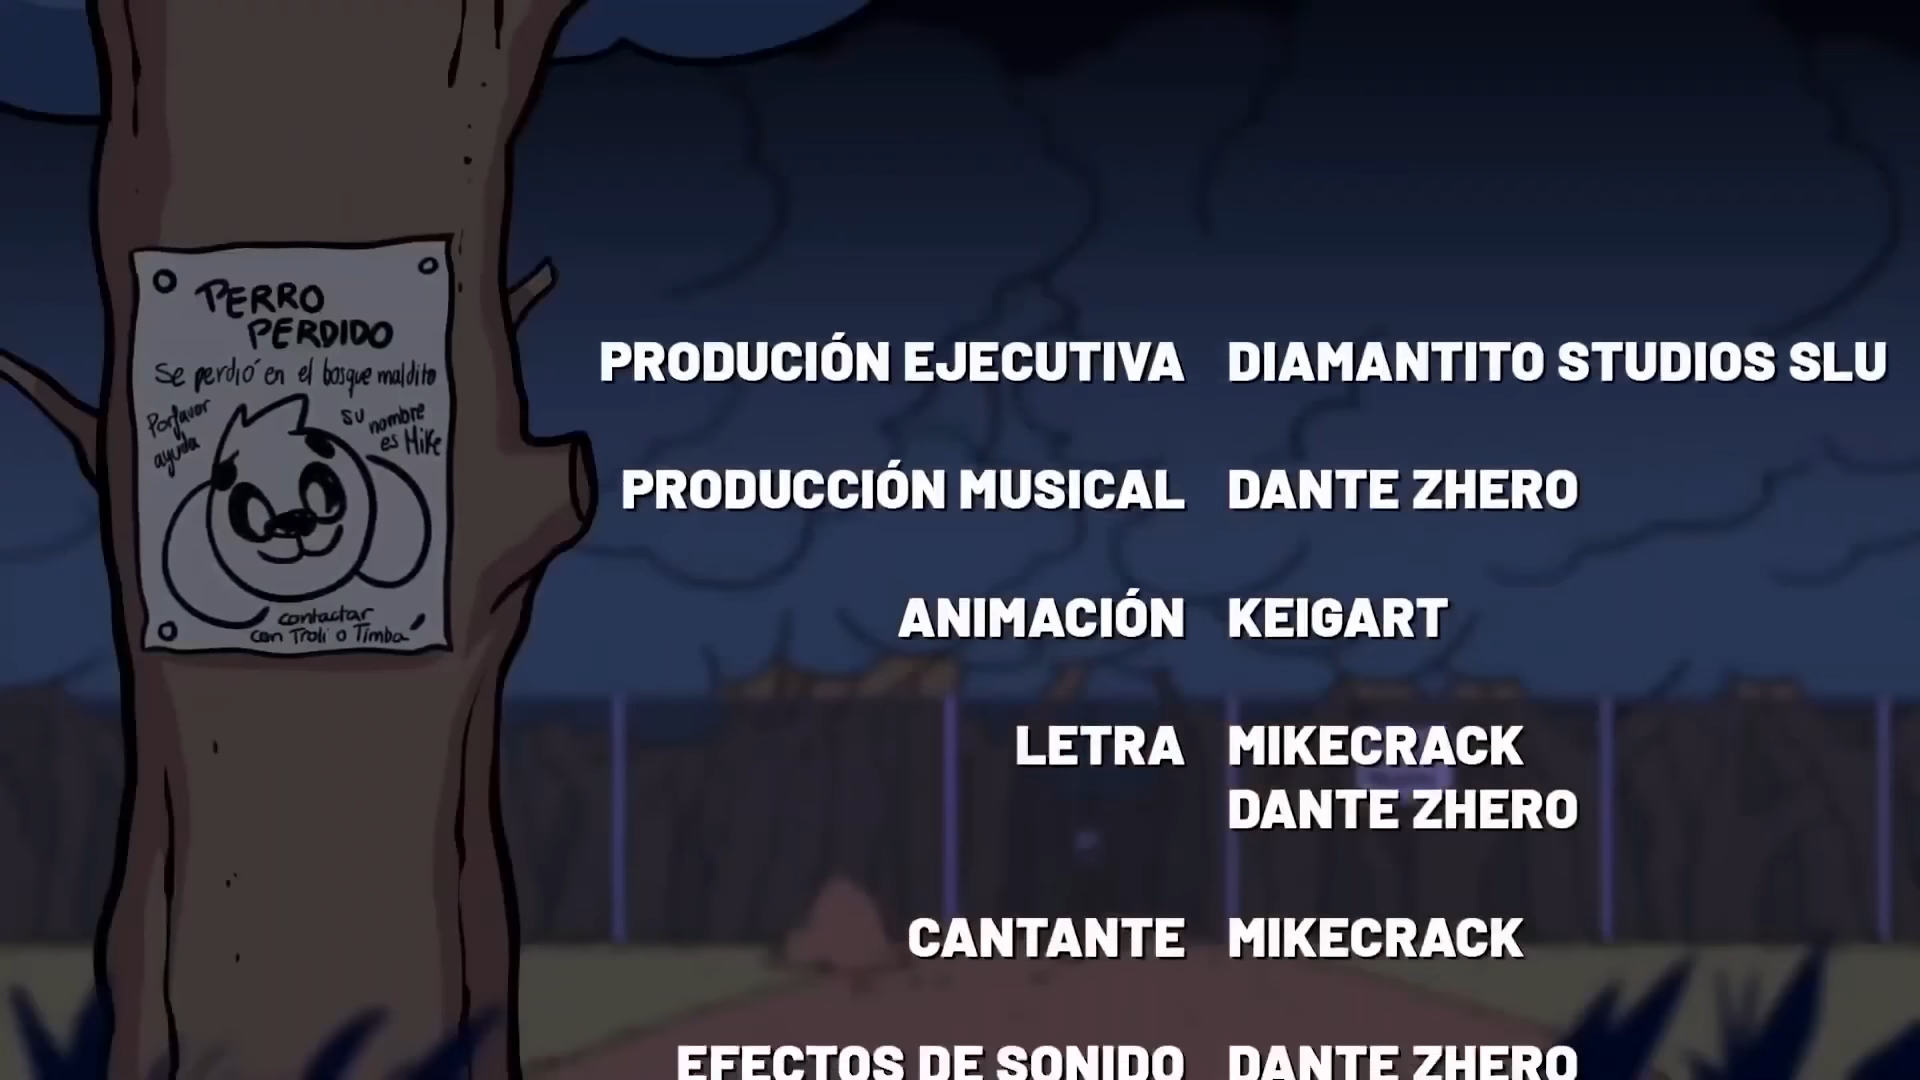 PERRO
PERDIDO
Se perdió en el bosque maldito
Porfavor
ayuda
su nombre
es Mike
contactar
con Troli o Timba
PRODUCIÓN EJECUTIVA DIAMANTITO STUDIOS SLU
PRODUCCIÓN MUSICAL DANTE ZHERO
ANIMACIÓN KEIGART
LETRA MIKECRACK
DANTE ZHERO
CANTANTE MIKECRACK
EFECTOS DE SONIDO DANTE ZHERO